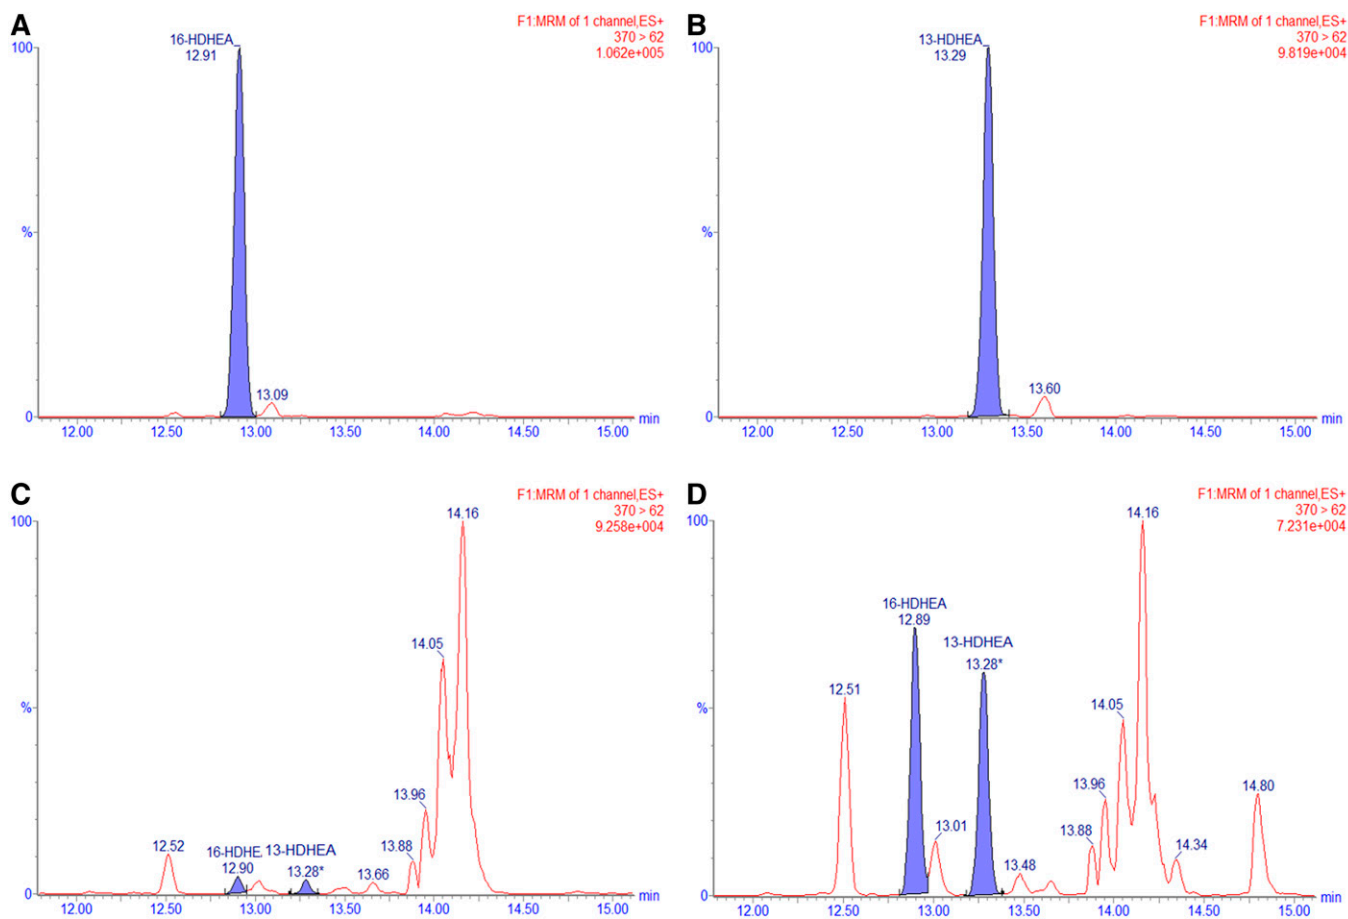 A
F1:MRM of 1 channel,ES+
370 > 62
1.062e+005
16-HDHEA
12.91
100
%
0
13.09
12.00 12.50 13.00 13.50 14.00 14.50 15.00 min
B
F1:MRM of 1 channel,ES+
370 > 62
9.819e+004
13-HDHEA
13.29
100
%
0
13.60
12.00 12.50 13.00 13.50 14.00 14.50 15.00 min
C
F1:MRM of 1 channel,ES+
370 > 62
9.258e+004
100
14.16
14.05
%
13.96
13.88
12.52
16-HDHE
12.90
13-HDHEA
13.28*
13.66
0
12.00 12.50 13.00 13.50 14.00 14.50 15.00 min
D
F1:MRM of 1 channel,ES+
370 > 62
7.231e+004
100
14.16
16-HDHEA
12.89
13-HDHEA
13.28*
12.51
14.05
%
13.96
14.80
13.88
13.01
14.34
13.48
0
12.00 12.50 13.00 13.50 14.00 14.50 15.00 min